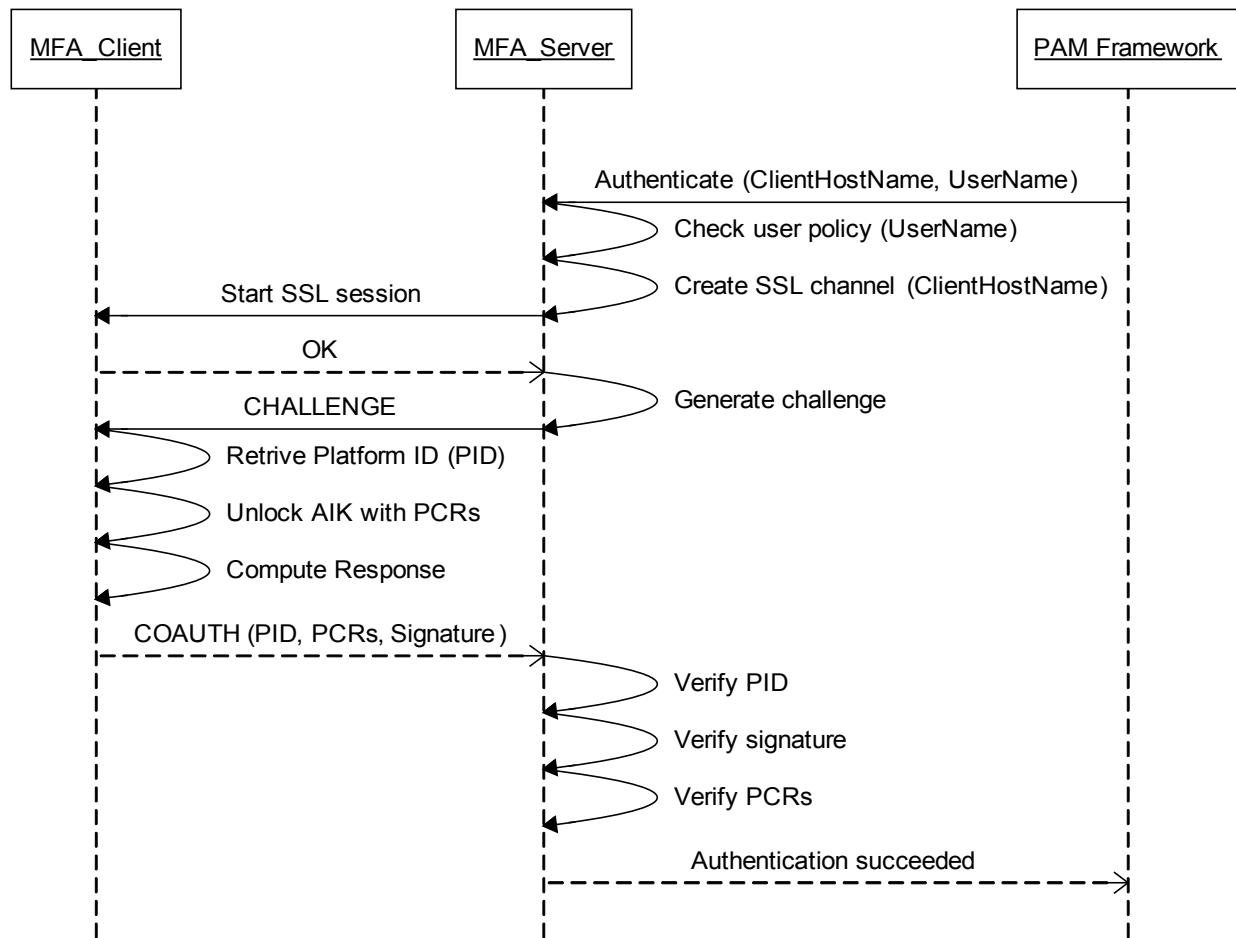 MFA_Client
MFA_Server
PAM Framework
Authenticate (ClientHostName, UserName)
Check user policy (UserName)
Create SSL channel (ClientHostName)
Start SSL session
OK
Generate challenge
CHALLENGE
Retrive Platform ID (PID)
Unlock AIK with PCRs
Compute Response
COAUTH (PID, PCRs, Signature)
Verify PID
Verify signature
Verify PCRs
Authentication succeeded